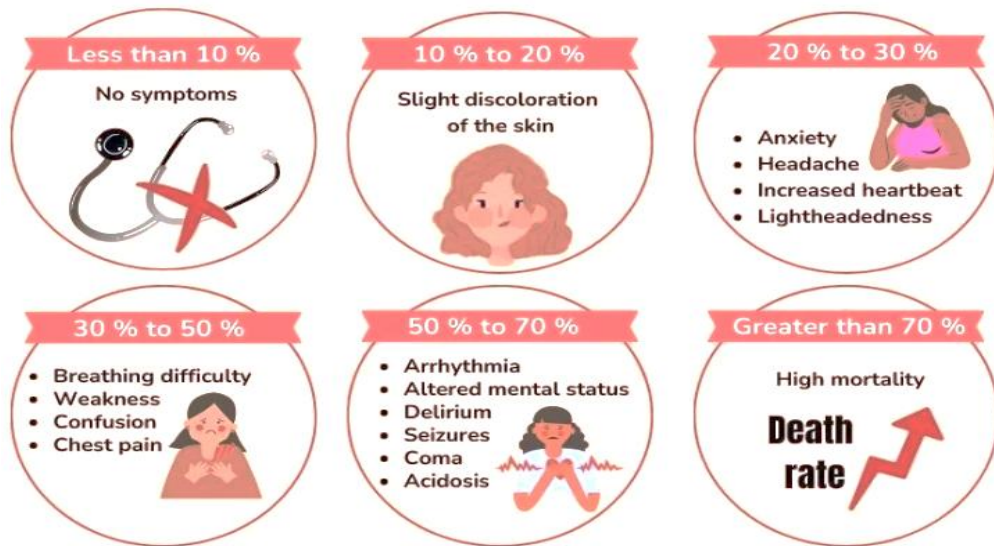 Less than 10 %
No symptoms
10 % to 20 %
Slight discoloration
of the skin
20 % to 30 %
• Anxiety
• Headache
• Increased heartbeat
• Lightheadedness
30 % to 50 %
• Breathing difficulty
• Weakness
• Confusion
• Chest pain
50 % to 70 %
• Arrhythmia
• Altered mental status
• Delirium
• Seizures
• Coma
• Acidosis
Greater than 70 %
High mortality
Death
rate